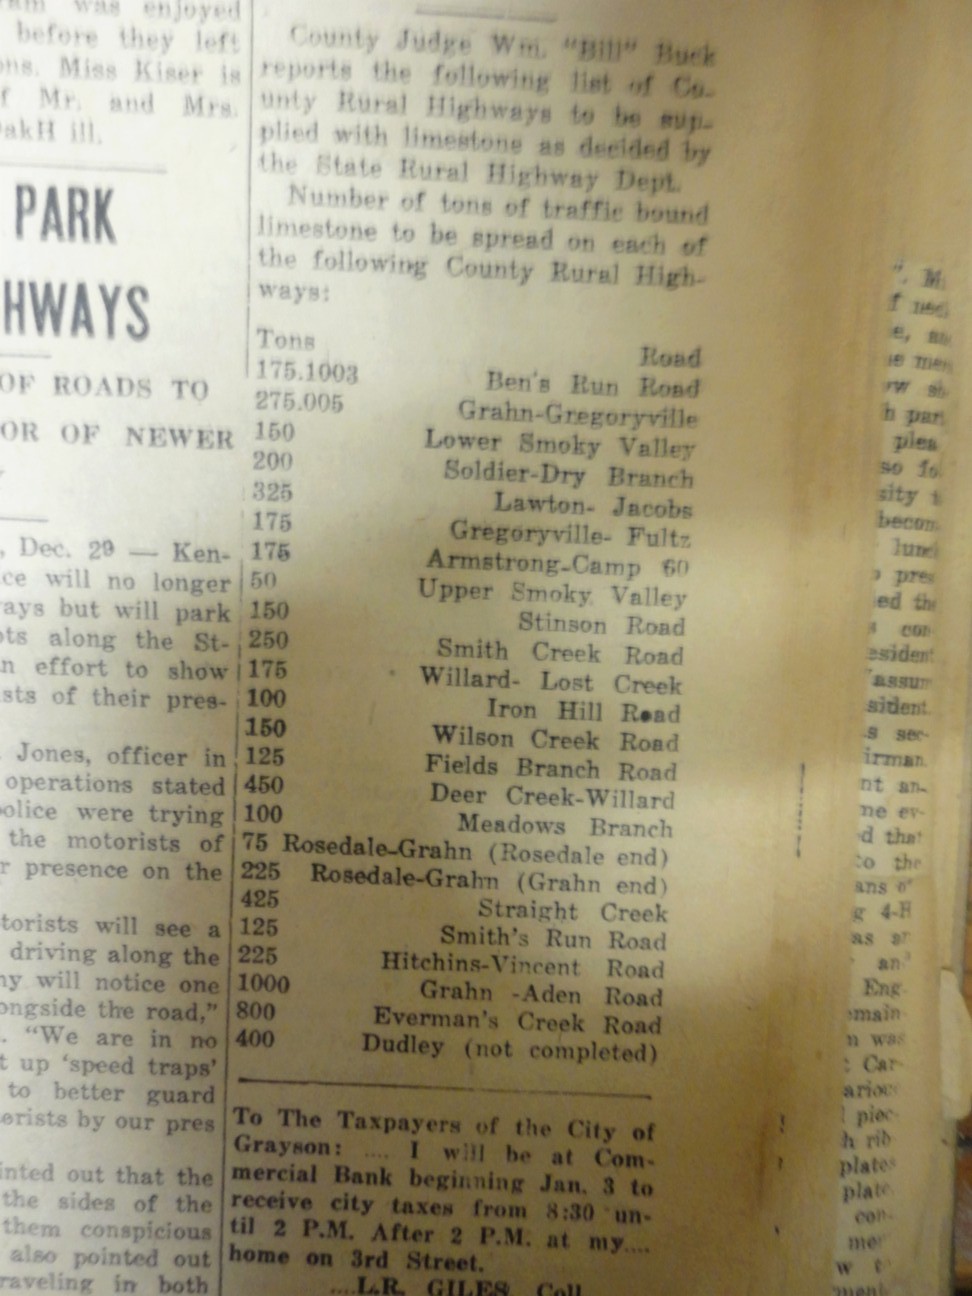 was enjoyed
before they left
ons. Miss Kiser is
f Mr. and Mrs.
akH ill.
PARK
HWAYS
OF ROADS TO
OR OF NEWER
, Dec. 29 — Ken-
ce will no longer
ays but will park
ots along the St-
n effort to show
sts of their pres-
Jones, officer in
operations stated
olice were trying
the motorists of
r presence on the
torists will see a
driving along the
ny will notice one
ongside the road,"
. "We are in no
t up 'speed traps'
to better guard
orists by our pres
inted out that the
the sides of the
them conspicious
also pointed out
raveling in both
County Judge Wm. "Bill" Buck
reports the following list of Co-
unty Rural Highways to be sup-
plied with limestone as decided by
the State Rural Highway Dept.
Number of tons of traffic bound
limestone to be spread on each of
the following County Rural High-
ways:
Tons Road
175.1003 Ben's Run Road
275.005 Grahn-Gregoryville
150 Lower Smoky Valley
200 Soldier-Dry Branch
325 Lawton- Jacobs
175 Gregoryville- Fultz
175 Armstrong-Camp 60
50 Upper Smoky Valley
150 Stinson Road
250 Smith Creek Road
175 Willard- Lost Creek
100 Iron Hill Road
150 Wilson Creek Road
125 Fields Branch Road
450 Deer Creek-Willard
100 Meadows Branch
75 Rosedale-Grahn (Rosedale end)
225 Rosedale-Grahn (Grahn end)
425 Straight Creek
125 Smith's Run Road
225 Hitchins-Vincent Road
1000 Grahn -Aden Road
800 Everman's Creek Road
400 Dudley (not completed)
To The Taxpayers of the City of
Grayson: .... I will be at Com-
mercial Bank beginning Jan. 3 to
receive city taxes from 8:30 un-
til 2 P.M. After 2 P.M. at my....
home on 3rd Street.
....L.R. GILES Coll